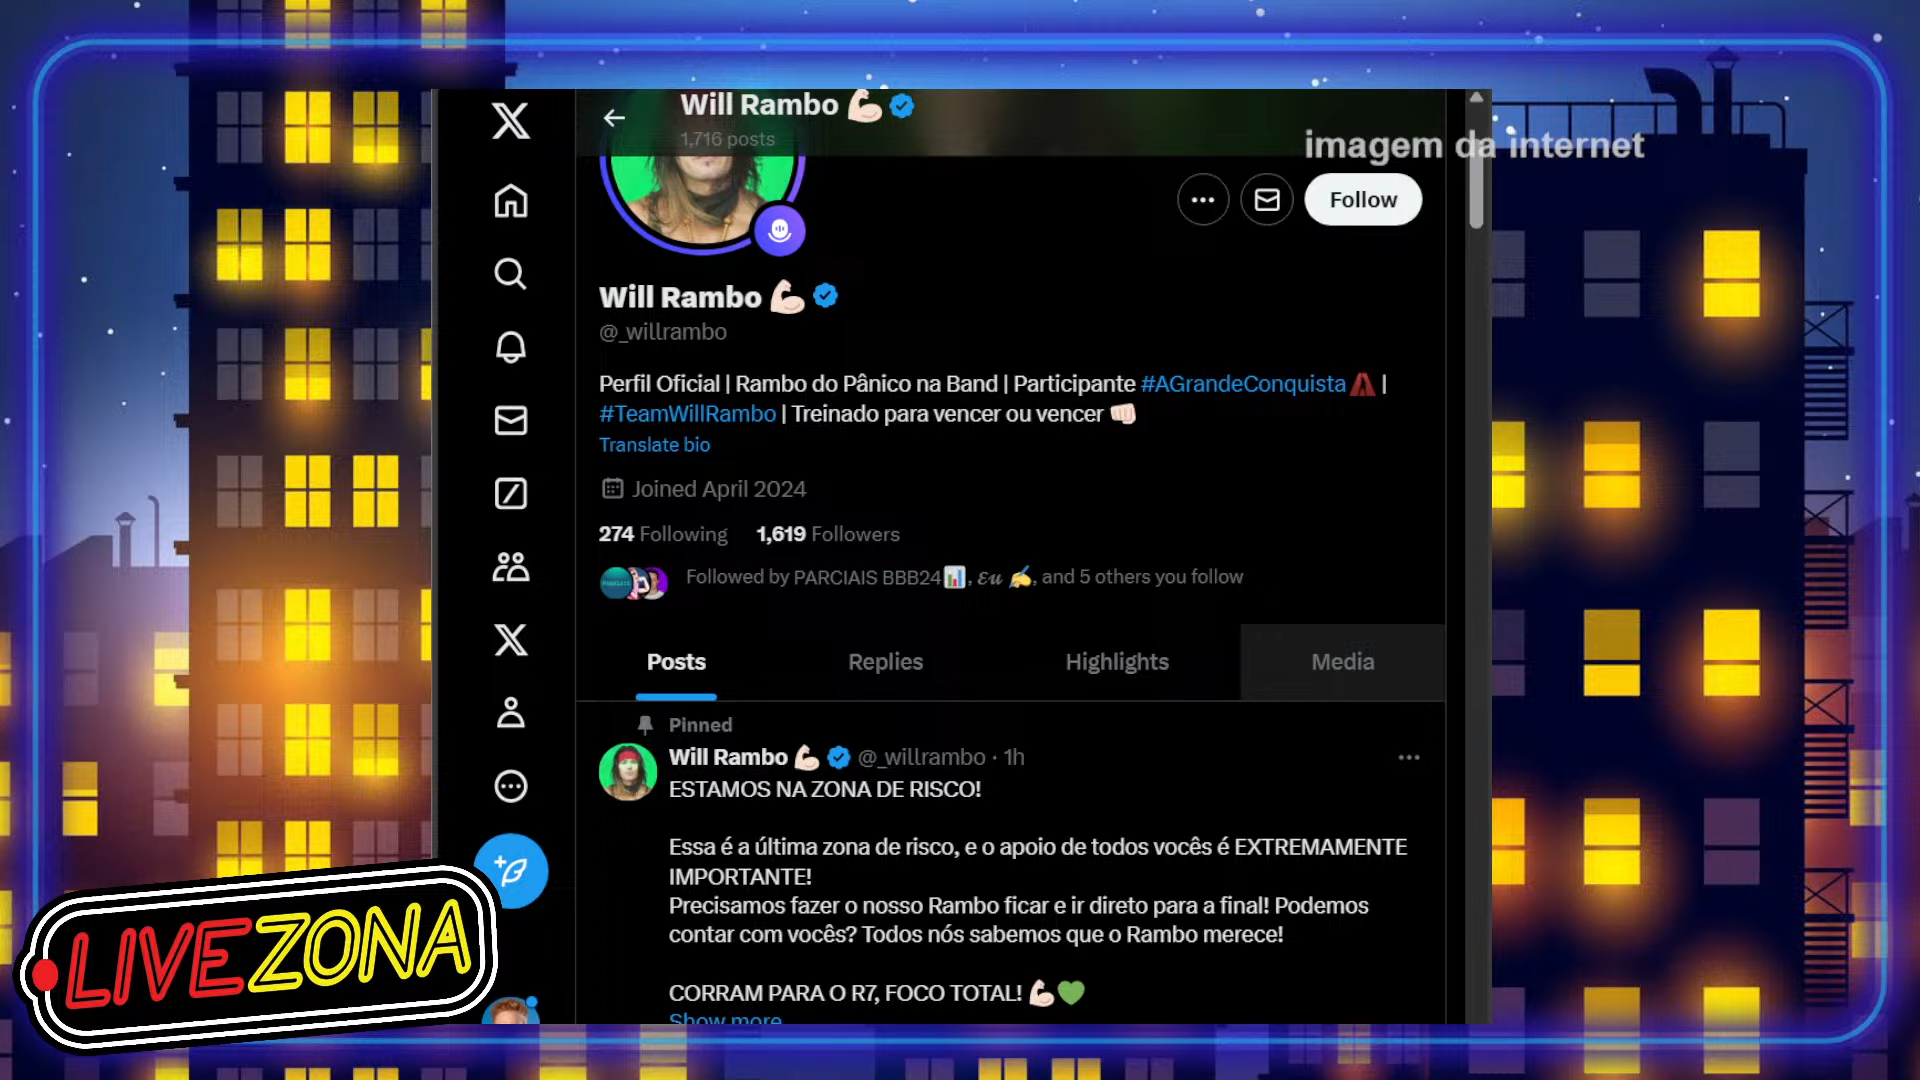 Will Rambo 💪🏻
1,716 posts
imagem da internet
Follow
Will Rambo 💪🏻
@_willrambo
Perfil Oficial | Rambo do Pânico na Band | Participante #AGrandeConquista |
#TeamWillRambo | Treinado para vencer ou vencer 👊🏻
Translate bio
Joined April 2024
274 Following 1,619 Followers
Followed by PARCIAIS BBB24📊, 𝓔𝓾 ✍️, and 5 others you follow
Posts Replies Highlights Media
Pinned
Will Rambo 💪🏻 @_willrambo · 1h
ESTAMOS NA ZONA DE RISCO!
Essa é a última zona de risco, e o apoio de todos vocês é EXTREMAMENTE
IMPORTANTE!
Precisamos fazer o nosso Rambo ficar e ir direto para a final! Podemos
contar com vocês? Todos nós sabemos que o Rambo merece!
CORRAM PARA O R7, FOCO TOTAL! 💪🏻💚
Show more
LIVEZONA